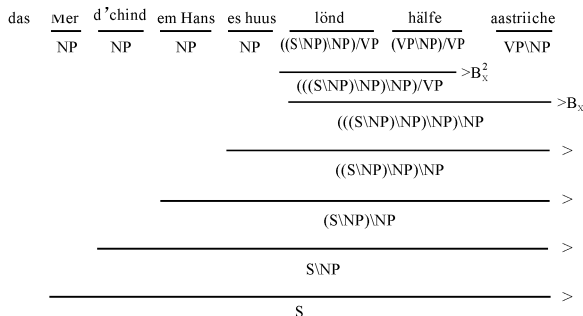 das Mer d'chind em Hans es huus lönd hälfe aastriiche
NP NP NP NP ((S\NP)\NP)/VP (VP\NP)/VP VP\NP
>B²ₓ
(((S\NP)\NP)\NP)/VP
>Bₓ
(((S\NP)\NP)\NP)\NP
>
((S\NP)\NP)\NP
>
(S\NP)\NP
>
S\NP
>
S